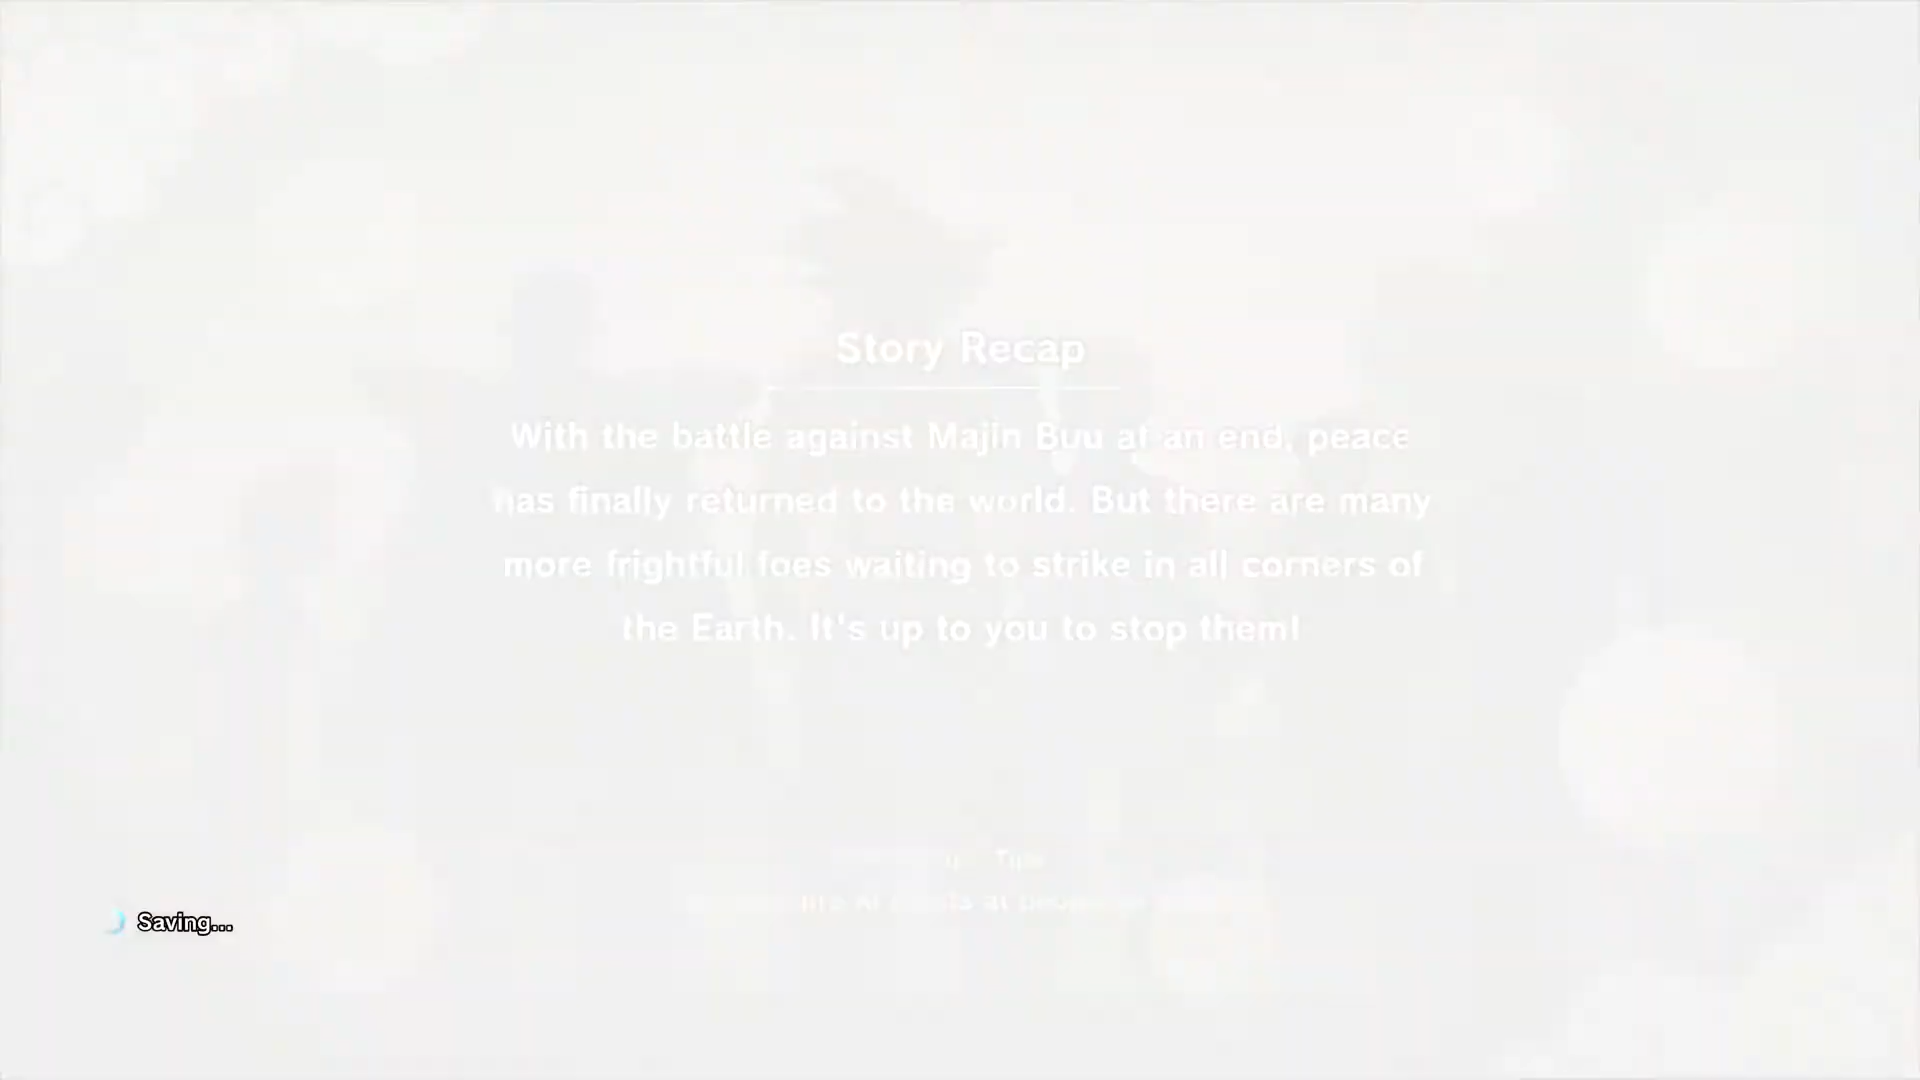 Story Recap
With the battle against Majin Buu at an end, peace
has finally returned to the world. But there are many
more frightful foes waiting to strike in all corners of
the Earth. It's up to you to stop them!
Saving...